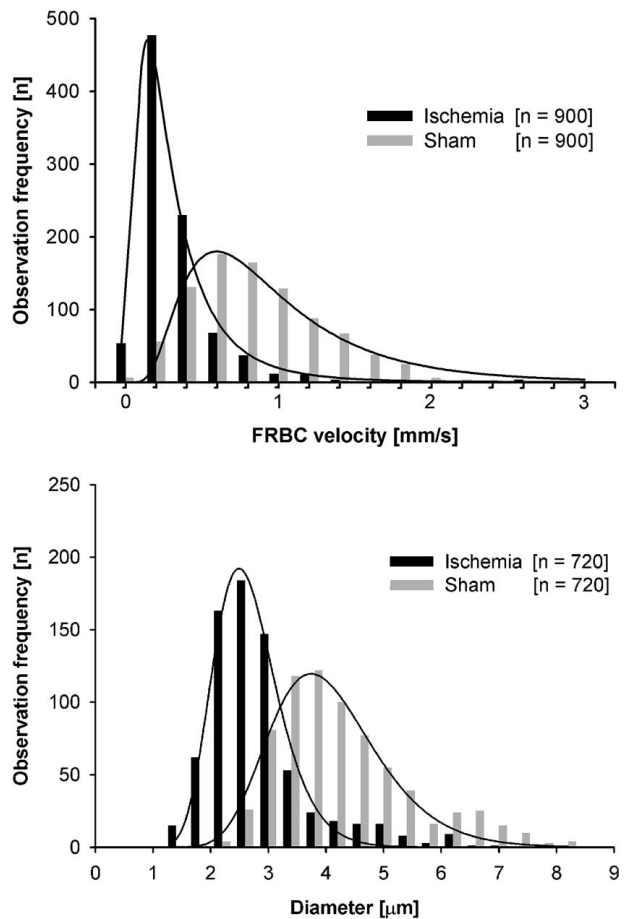 500
400
300
200
100
0
Observation frequency [n]
Ischemia [n = 900]
Sham [n = 900]
0 1 2 3
FRBC velocity [mm/s]
250
200
150
100
50
0
Observation frequency [n]
Ischemia [n = 720]
Sham [n = 720]
0 1 2 3 4 5 6 7 8 9
Diameter [µm]